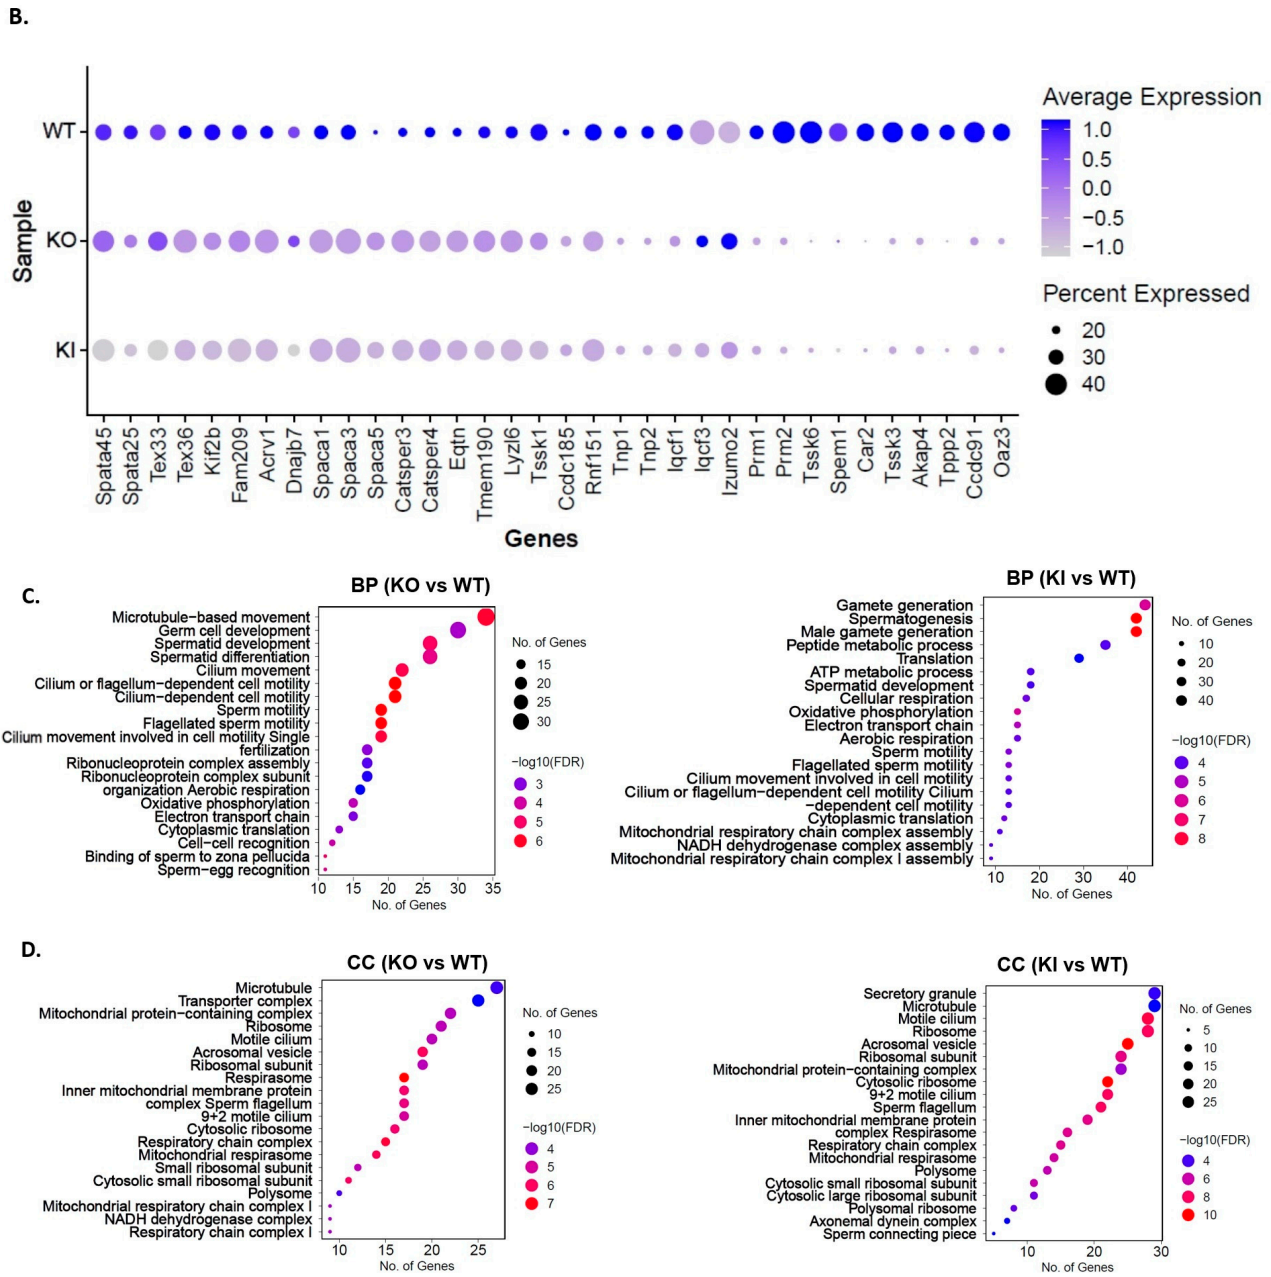 B.
WT
KO
KI
Sample
Spata45
Spata25
Tex33
Tex36
Kif2b
Fam209
Acrv1
Dnajb7
Spaca1
Spaca3
Spaca5
Catsper3
Catsper4
Eqtn
Tmem190
Lyzl6
Tssk1
Ccdc185
Rnf151
Tnp1
Tnp2
Iqcf1
Iqcf3
Izumo2
Prm1
Prm2
Tssk6
Spem1
Car2
Tssk3
Akap4
Tppp2
Ccdc91
Oaz3
Genes
Average Expression
1.0
0.5
0.0
−0.5
−1.0
Percent Expressed
20
30
40
C.
BP (KO vs WT)
Microtubule−based movement
Germ cell development
Spermatid development
Spermatid differentiation
Cilium movement
Cilium or flagellum−dependent cell motility
Cilium−dependent cell motility
Sperm motility
Flagellated sperm motility
Cilium movement involved in cell motility Single
fertilization
Ribonucleoprotein complex assembly
Ribonucleoprotein complex subunit
organization Aerobic respiration
Oxidative phosphorylation
Electron transport chain
Cytoplasmic translation
Cell−cell recognition
Binding of sperm to zona pellucida
Sperm−egg recognition
10 15 20 25 30 35
No. of Genes
No. of Genes
15
20
25
30
−log10(FDR)
3
4
5
6
BP (KI vs WT)
Gamete generation
Spermatogenesis
Male gamete generation
Peptide metabolic process
Translation
ATP metabolic process
Spermatid development
Cellular respiration
Oxidative phosphorylation
Electron transport chain
Aerobic respiration
Sperm motility
Flagellated sperm motility
Cilium movement involved in cell motility
Cilium or flagellum−dependent cell motility Cilium
−dependent cell motility
Cytoplasmic translation
Mitochondrial respiratory chain complex assembly
NADH dehydrogenase complex assembly
Mitochondrial respiratory chain complex I assembly
10 20 30 40
No. of Genes
No. of Genes
10
20
30
40
−log10(FDR)
4
5
6
7
8
D.
CC (KO vs WT)
Microtubule
Transporter complex
Mitochondrial protein−containing complex
Ribosome
Motile cilium
Acrosomal vesicle
Ribosomal subunit
Respirasome
Inner mitochondrial membrane protein
complex Sperm flagellum
9+2 motile cilium
Cytosolic ribosome
Respiratory chain complex
Mitochondrial respirasome
Small ribosomal subunit
Cytosolic small ribosomal subunit
Polysome
Mitochondrial respiratory chain complex I
NADH dehydrogenase complex
Respiratory chain complex I
10 15 20 25
No. of Genes
No. of Genes
10
15
20
25
−log10(FDR)
4
5
6
7
CC (KI vs WT)
Secretory granule
Microtubule
Motile cilium
Ribosome
Acrosomal vesicle
Ribosomal subunit
Mitochondrial protein−containing complex
Cytosolic ribosome
9+2 motile cilium
Sperm flagellum
Inner mitochondrial membrane protein
complex Respirasome
Respiratory chain complex
Mitochondrial respirasome
Polysome
Cytosolic small ribosomal subunit
Cytosolic large ribosomal subunit
Polysomal ribosome
Axonemal dynein complex
Sperm connecting piece
10 20 30
No. of Genes
No. of Genes
5
10
15
20
25
−log10(FDR)
4
6
8
10